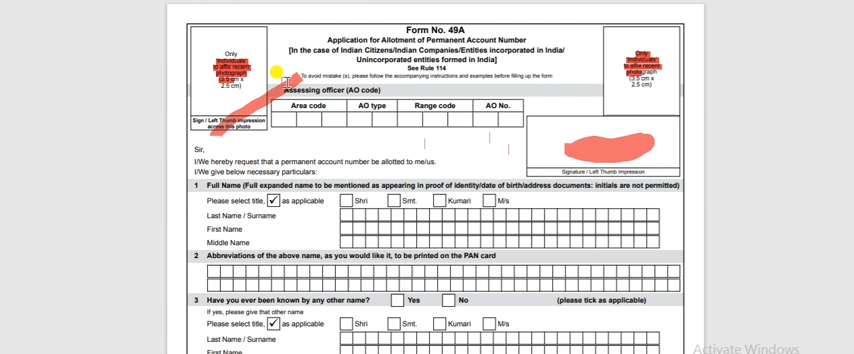 Form No. 49A
Application for Allotment of Permanent Account Number
[In the case of Indian Citizens/Indian Companies/Entities incorporated in India/
Unincorporated entities formed in India]
See Rule 114
To avoid mistake (s), please follow the accompanying instructions and examples before filling up the form
Only
'Individuals'
to affix recent
photograph
(3.5 cm x
2.5 cm)
Only
'Individuals'
to affix recent
photograph
(3.5 cm x
2.5 cm)
Assessing officer (AO code)
Area code AO type Range code AO No.
Sign / Left Thumb impression
across this photo
Signature / Left Thumb Impression
Sir,
I/We hereby request that a permanent account number be allotted to me/us.
I/We give below necessary particulars:
1 Full Name (Full expanded name to be mentioned as appearing in proof of identity/date of birth/address documents: initials are not permitted)
Please select title, ✓ as applicable Shri Smt. Kumari M/s
Last Name / Surname
First Name
Middle Name
2 Abbreviations of the above name, as you would like it, to be printed on the PAN card
3 Have you ever been known by any other name? Yes No (please tick as applicable)
If yes, please give that other name
Please select title, ✓ as applicable Shri Smt. Kumari M/s
Last Name / Surname
First Name
Activate Windows